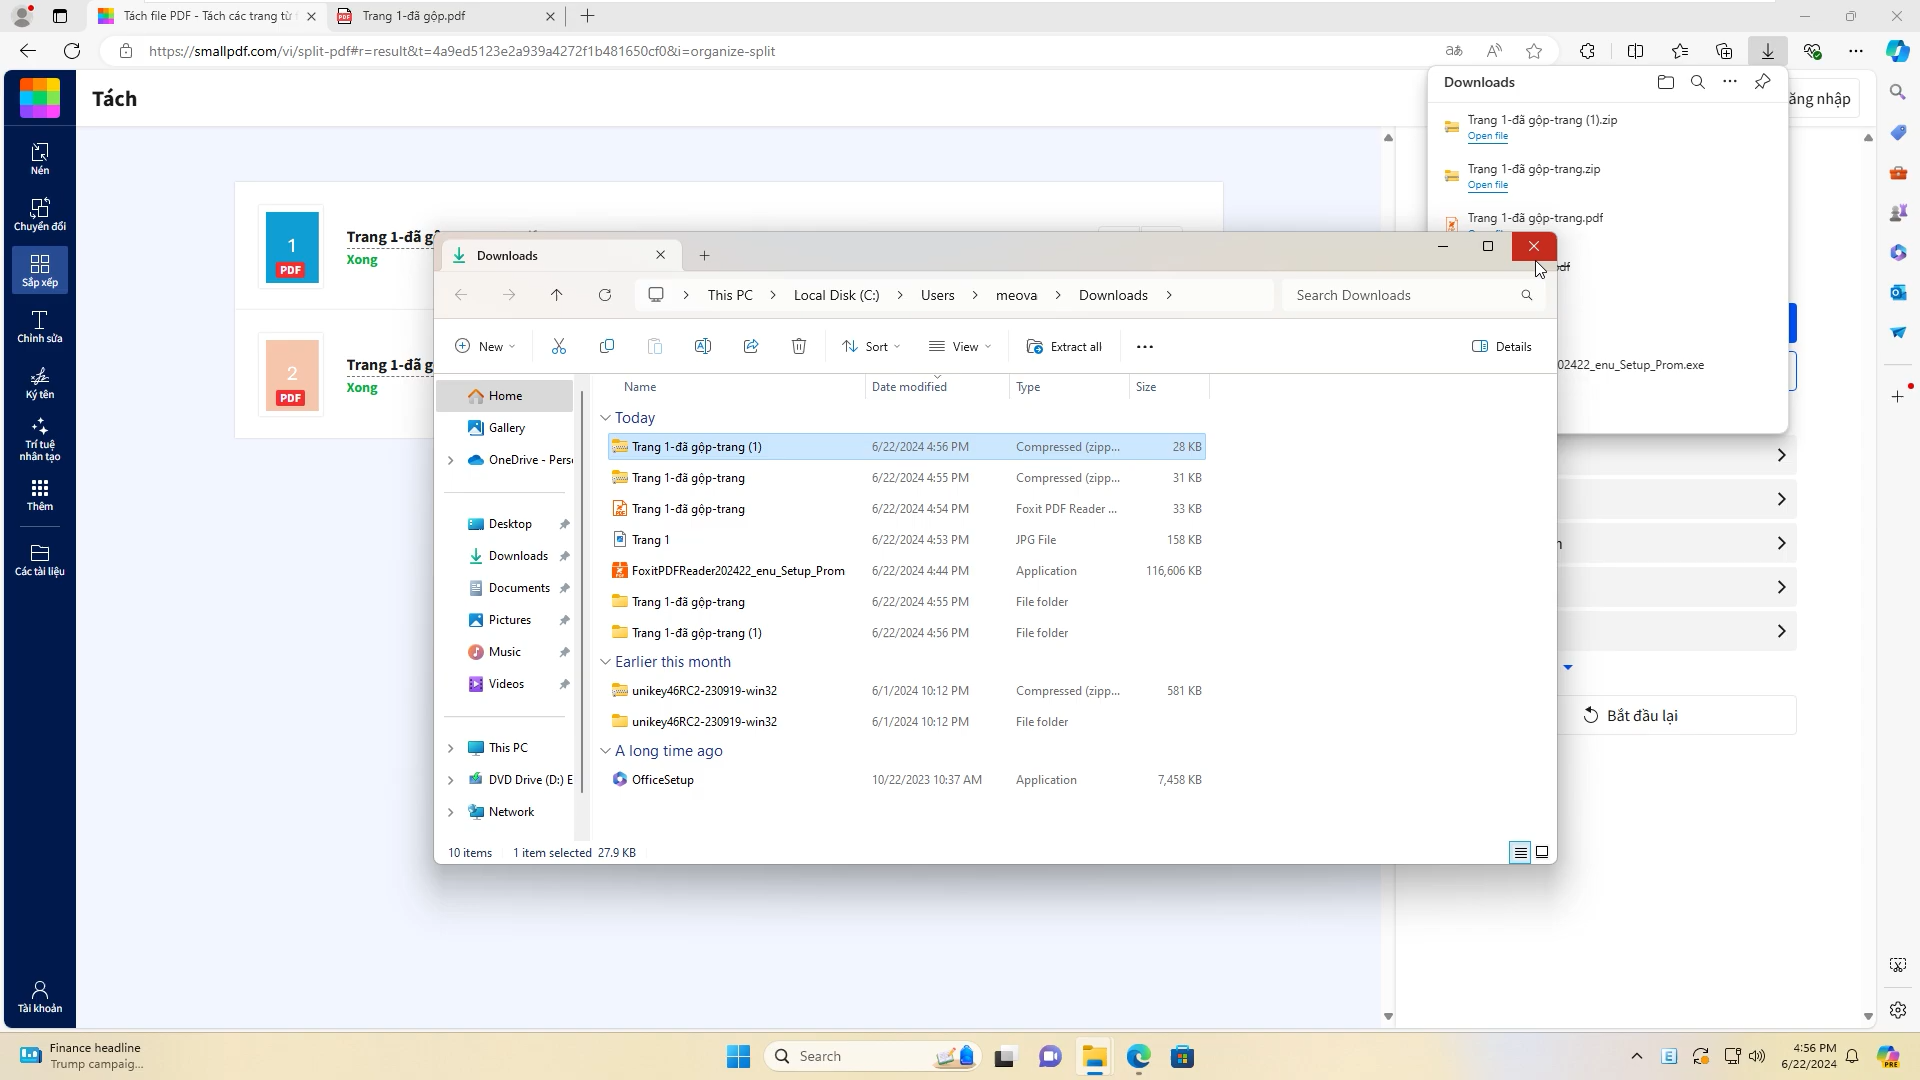 Tách file PDF - Tách các trang từ
Trang 1-đã gộp.pdf
https://smallpdf.com/vi/split-pdf#r=result&t=4a9ed5123e2a939a4272f1b481650cf0&i=organize-split
Tách
Downloads
ăng nhập
Trang 1-đã gộp-trang (1).zip
Open file
Trang 1-đã gộp-trang.zip
Open file
Trang 1-đã gộp-trang.pdf
02422_enu_Setup_Prom.exe
Nén
Chuyển đổi
Sắp xếp
Chỉnh sửa
Ký tên
Trí tuệ
nhân tạo
Thêm
Các tài liệu
Tài khoản
1
PDF
Trang 1-đã g
Xong
2
PDF
Trang 1-đã g
Xong
Downloads
This PC > Local Disk (C:) > Users > meova > Downloads >
Search Downloads
New
Sort
View
Extract all
Details
Home
Gallery
OneDrive - Perso
Desktop
Downloads
Documents
Pictures
Music
Videos
This PC
DVD Drive (D:) E
Network
Name Date modified Type Size
Today
Trang 1-đã gộp-trang (1) 6/22/2024 4:56 PM Compressed (zipp... 28 KB
Trang 1-đã gộp-trang 6/22/2024 4:55 PM Compressed (zipp... 31 KB
Trang 1-đã gộp-trang 6/22/2024 4:54 PM Foxit PDF Reader ... 33 KB
Trang 1 6/22/2024 4:53 PM JPG File 158 KB
FoxitPDFReader202422_enu_Setup_Prom 6/22/2024 4:44 PM Application 116,606 KB
Trang 1-đã gộp-trang 6/22/2024 4:55 PM File folder
Trang 1-đã gộp-trang (1) 6/22/2024 4:56 PM File folder
Earlier this month
unikey46RC2-230919-win32 6/1/2024 10:12 PM Compressed (zipp... 581 KB
unikey46RC2-230919-win32 6/1/2024 10:12 PM File folder
A long time ago
OfficeSetup 10/22/2023 10:37 AM Application 7,458 KB
10 items 1 item selected 27.9 KB
Bắt đầu lại
Finance headline
Trump campaig...
Search
4:56 PM
6/22/2024